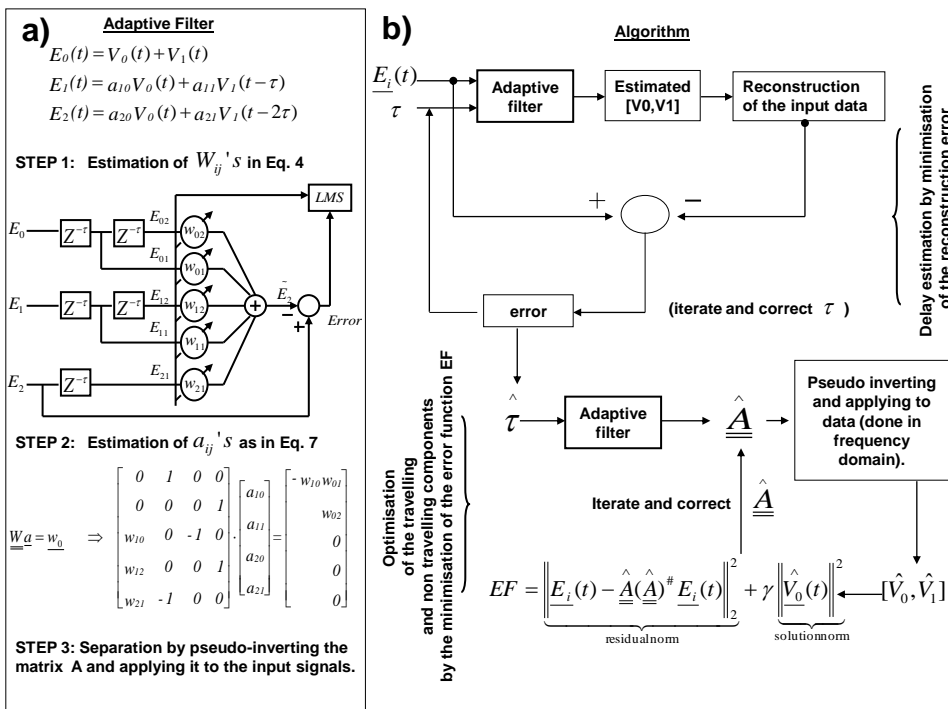 a)
Adaptive Filter
E₀(t) = V₀(t) + V₁(t)
E₁(t) = a₁₀V₀(t) + a₁₁V₁(t-τ)
E₂(t) = a₂₀V₀(t) + a₂₁V₁(t-2τ)
STEP 1: Estimation of Wᵢⱼ's in Eq. 4
LMS
E₀ Z^-τ Z^-τ E₀₂ w₀₂
E₀₁ w₀₁
E₁ Z^-τ Z^-τ E₁₂ w₁₂ + Ẽ₂ − + Error
E₁₁ w₁₁
E₂ Z^-τ E₂₁ w₂₁
STEP 2: Estimation of aᵢⱼ's as in Eq. 7
W a = w₀ ⇒
0 1 0 0
0 0 0 1
w₁₀ 0 -1 0
w₁₂ 0 0 1
w₂₁ -1 0 0
.
a₁₀
a₁₁
a₂₀
a₂₁
=
- w₁₀w₀₁
w₀₂
0
0
0
STEP 3: Separation by pseudo-inverting the
matrix A and applying it to the input signals.
b)
Algorithm
Eᵢ(t)
τ
Adaptive
filter
Estimated
[V0,V1]
Reconstruction
of the input data
+ −
error
(iterate and correct τ )
Delay estimation by minimisation
of the reconstruction error
τ̂
Adaptive
filter
Â
Pseudo inverting
and applying to
data (done in
frequency
domain).
Iterate and correct Â
Optimisation
of the travelling
and non travelling components
by the minimisation of the error function EF
EF = ‖Eᵢ(t) − Â(Â)^# Eᵢ(t)‖₂² + γ‖V̂₀(t)‖₂² [V̂₀,V̂₁]
residualnorm
solutionnorm